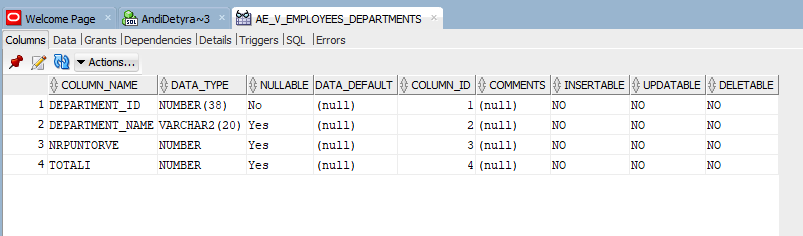 Welcome Page AndiDetyra~3 AE_V_EMPLOYEES_DEPARTMENTS
Columns Data Grants Dependencies Details Triggers SQL Errors
Actions...
COLUMN_NAME DATA_TYPE NULLABLE DATA_DEFAULT COLUMN_ID COMMENTS INSERTABLE UPDATABLE DELETABLE
1 DEPARTMENT_ID NUMBER(38) No (null) 1 (null) NO NO NO
2 DEPARTMENT_NAME VARCHAR2(20) Yes (null) 2 (null) NO NO NO
3 NRPUNTORVE NUMBER Yes (null) 3 (null) NO NO NO
4 TOTALI NUMBER Yes (null) 4 (null) NO NO NO